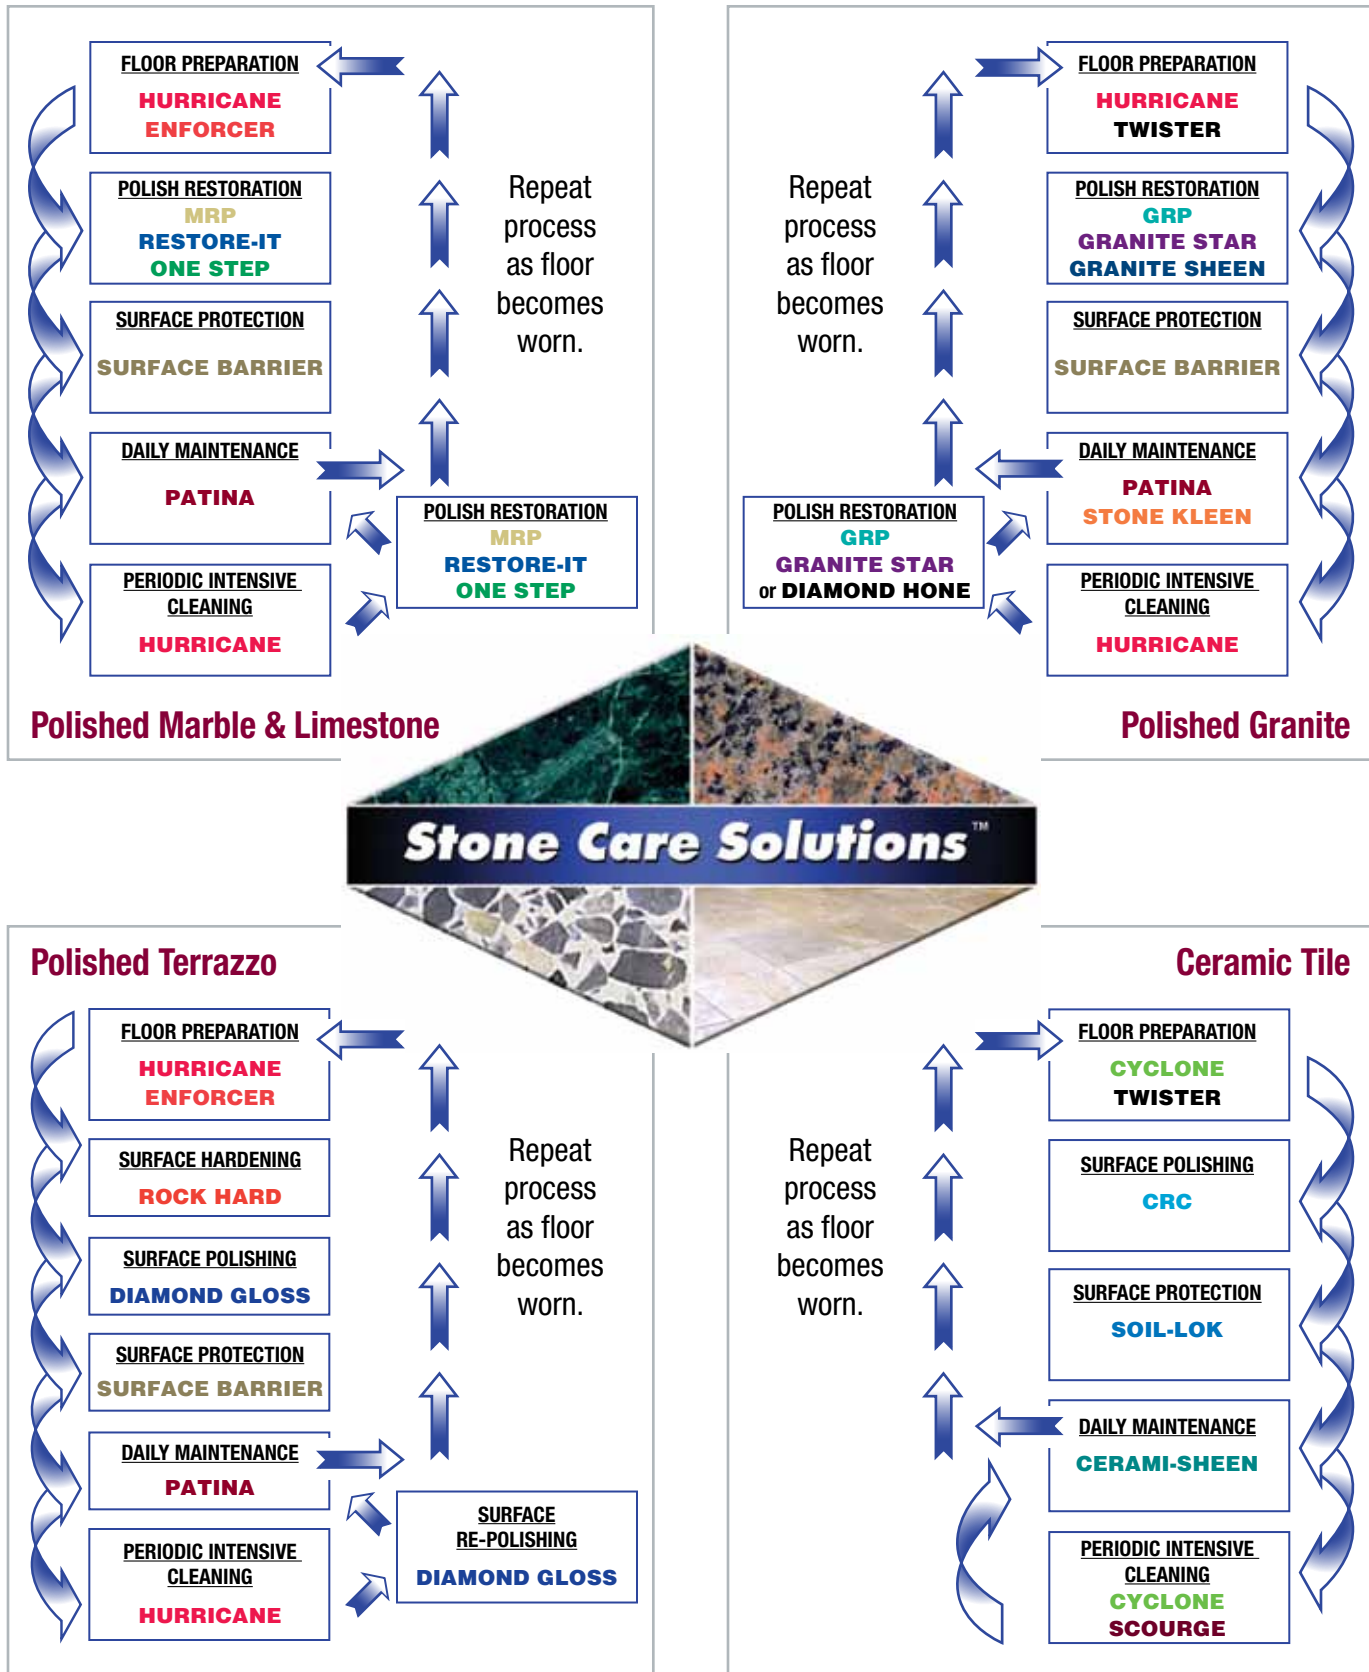 FLOOR PREPARATION
HURRICANE
ENFORCER
POLISH RESTORATION
MRP
RESTORE-IT
ONE STEP
SURFACE PROTECTION
SURFACE BARRIER
DAILY MAINTENANCE
PATINA
PERIODIC INTENSIVE
CLEANING
HURRICANE
Repeat
process
as floor
becomes
worn.
POLISH RESTORATION
MRP
RESTORE-IT
ONE STEP
Polished Marble & Limestone
Repeat
process
as floor
becomes
worn.
FLOOR PREPARATION
HURRICANE
TWISTER
POLISH RESTORATION
GRP
GRANITE STAR
GRANITE SHEEN
SURFACE PROTECTION
SURFACE BARRIER
DAILY MAINTENANCE
PATINA
STONE KLEEN
PERIODIC INTENSIVE
CLEANING
HURRICANE
POLISH RESTORATION
GRP
GRANITE STAR
or DIAMOND HONE
Polished Granite
Stone Care Solutions™
Polished Terrazzo
FLOOR PREPARATION
HURRICANE
ENFORCER
SURFACE HARDENING
ROCK HARD
SURFACE POLISHING
DIAMOND GLOSS
SURFACE PROTECTION
SURFACE BARRIER
DAILY MAINTENANCE
PATINA
PERIODIC INTENSIVE
CLEANING
HURRICANE
Repeat
process
as floor
becomes
worn.
SURFACE
RE-POLISHING
DIAMOND GLOSS
Ceramic Tile
Repeat
process
as floor
becomes
worn.
FLOOR PREPARATION
CYCLONE
TWISTER
SURFACE POLISHING
CRC
SURFACE PROTECTION
SOIL-LOK
DAILY MAINTENANCE
CERAMI-SHEEN
PERIODIC INTENSIVE
CLEANING
CYCLONE
SCOURGE